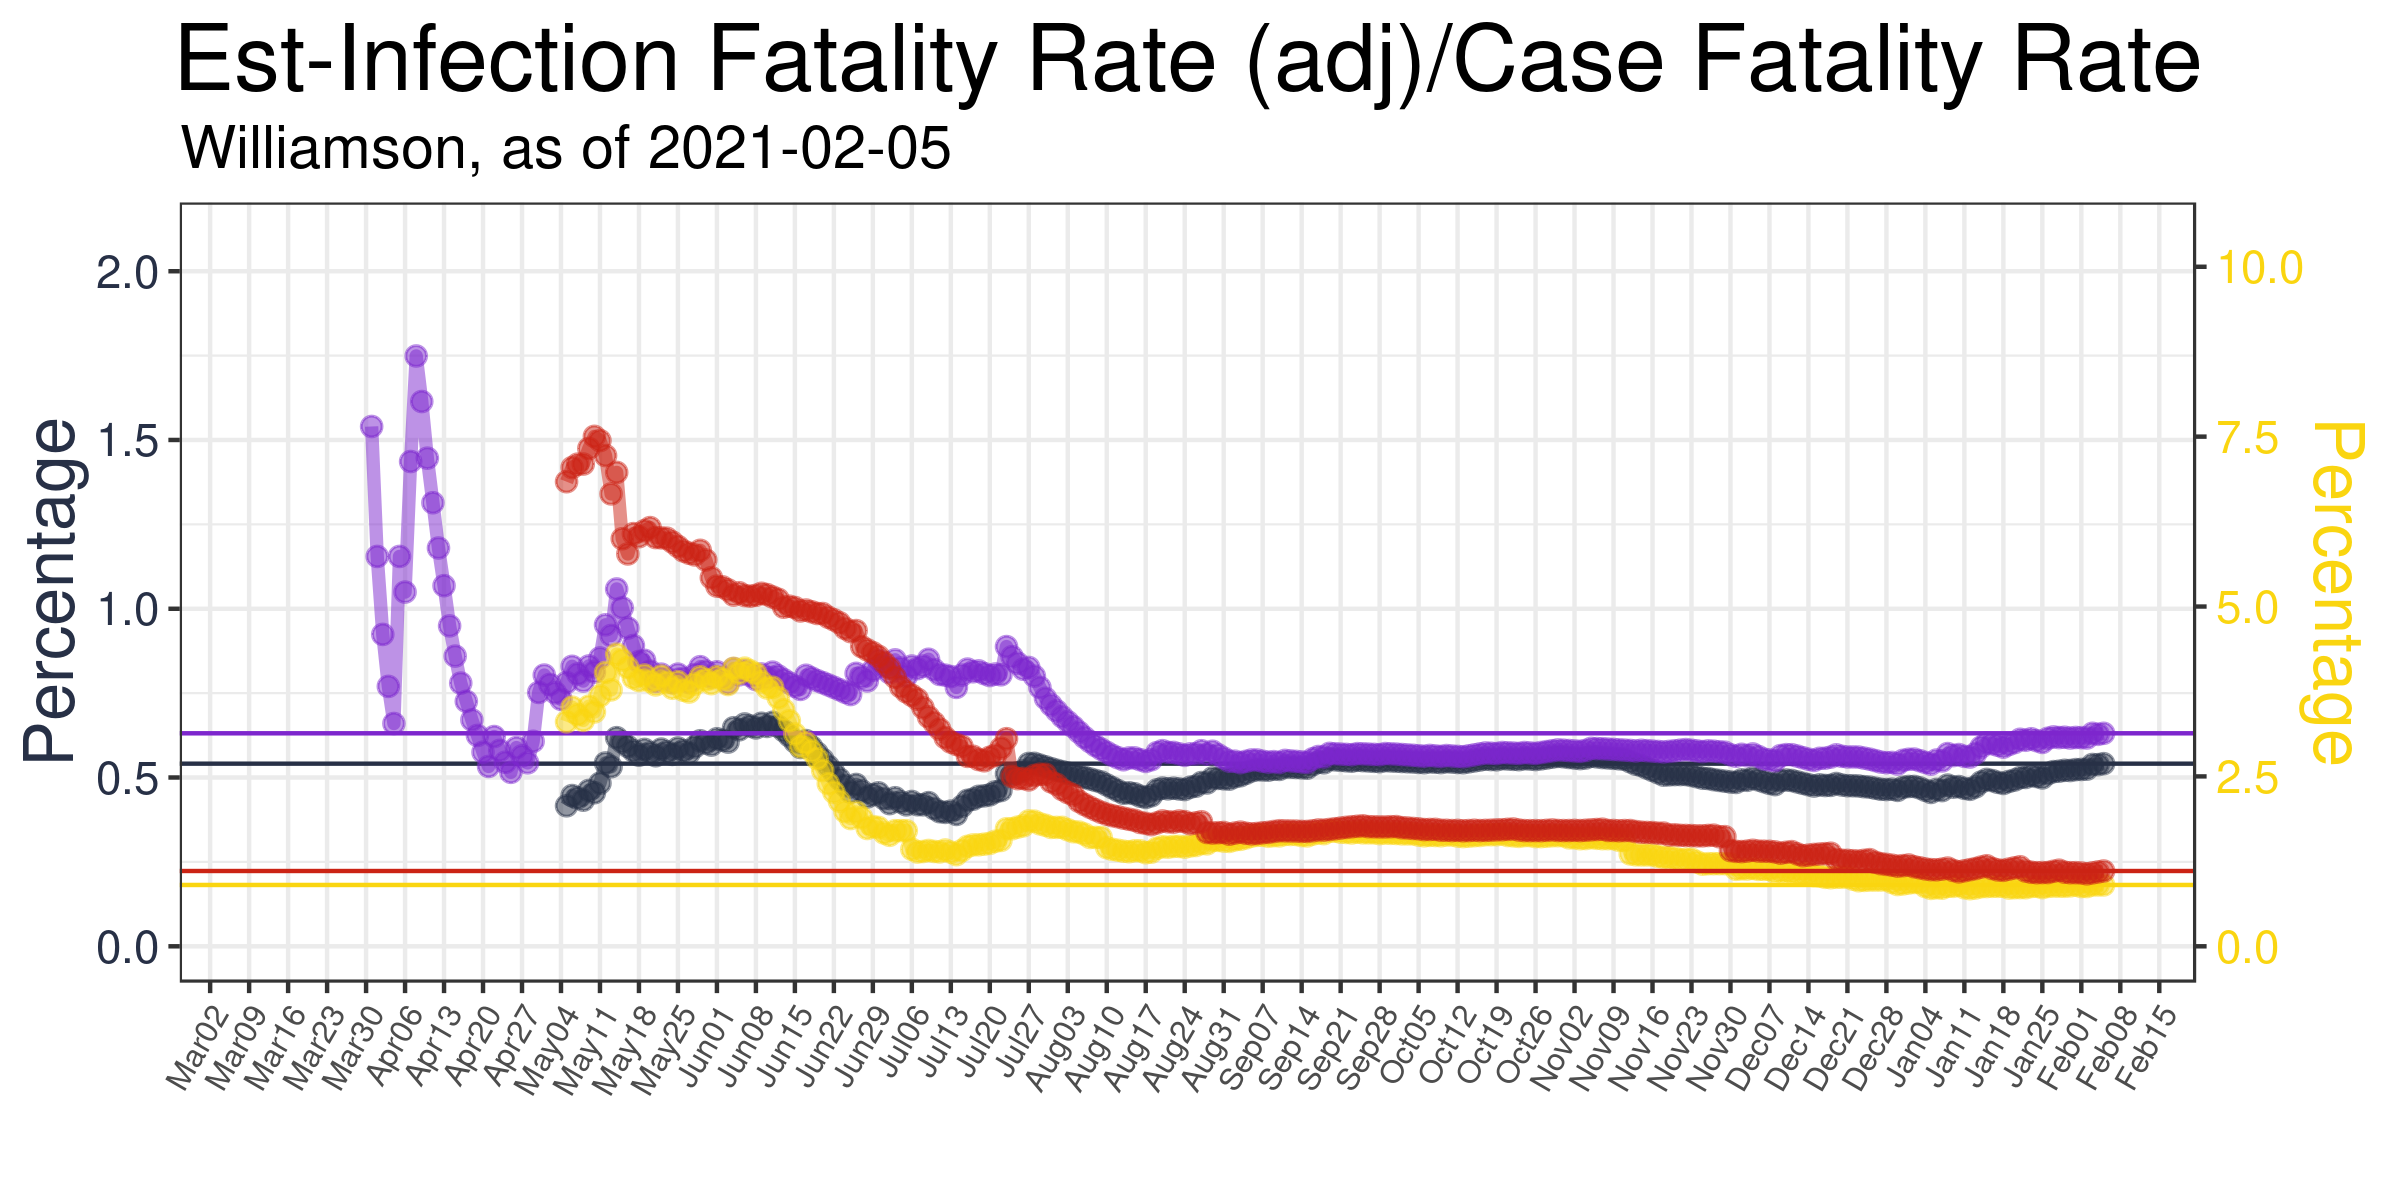 Est-Infection Fatality Rate (adj)/Case Fatality Rate
Williamson, as of 2021-02-05
Percentage
2.0
1.5
1.0
0.5
0.0
10.0
7.5
5.0
2.5
0.0
Percentage
Mar02
Mar09
Mar16
Mar23
Mar30
Apr06
Apr13
Apr20
Apr27
May04
May11
May18
May25
Jun01
Jun08
Jun15
Jun22
Jun29
Jul06
Jul13
Jul20
Jul27
Aug03
Aug10
Aug17
Aug24
Aug31
Sep07
Sep14
Sep21
Sep28
Oct05
Oct12
Oct19
Oct26
Nov02
Nov09
Nov16
Nov23
Nov30
Dec07
Dec14
Dec21
Dec28
Dec04
Jan11
Jan18
Jan25
Feb01
Feb08
Feb15